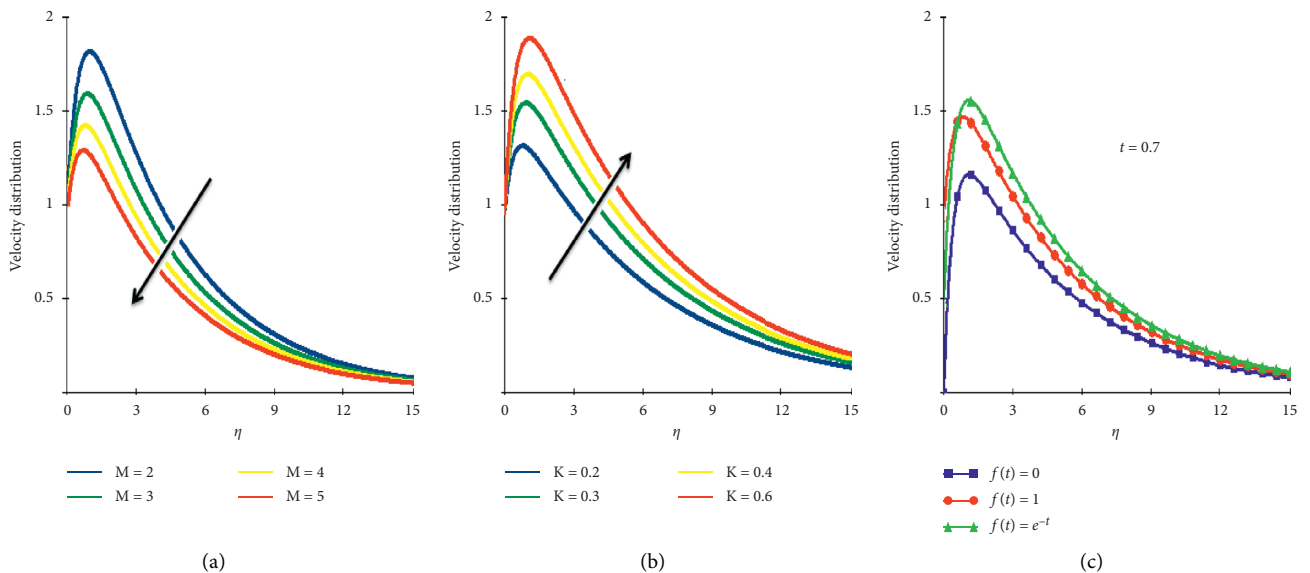 2
1.5
1
0.5
Velocity distribution
0 3 6 9 12 15
η
M = 2 M = 4
M = 3 M = 5
(a)
2
1.5
1
0.5
Velocity distribution
0 3 6 9 12 15
η
K = 0.2 K = 0.4
K = 0.3 K = 0.6
(b)
2
1.5
1
0.5
Velocity distribution
t = 0.7
0 3 6 9 12 15
η
f (t) = 0
f (t) = 1
f (t) = e–t
(c)